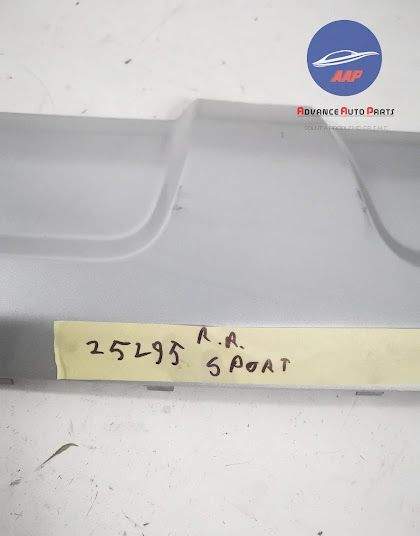 AAP
ADVANCE AUTO PARTS
25295 R.A.
SPORT